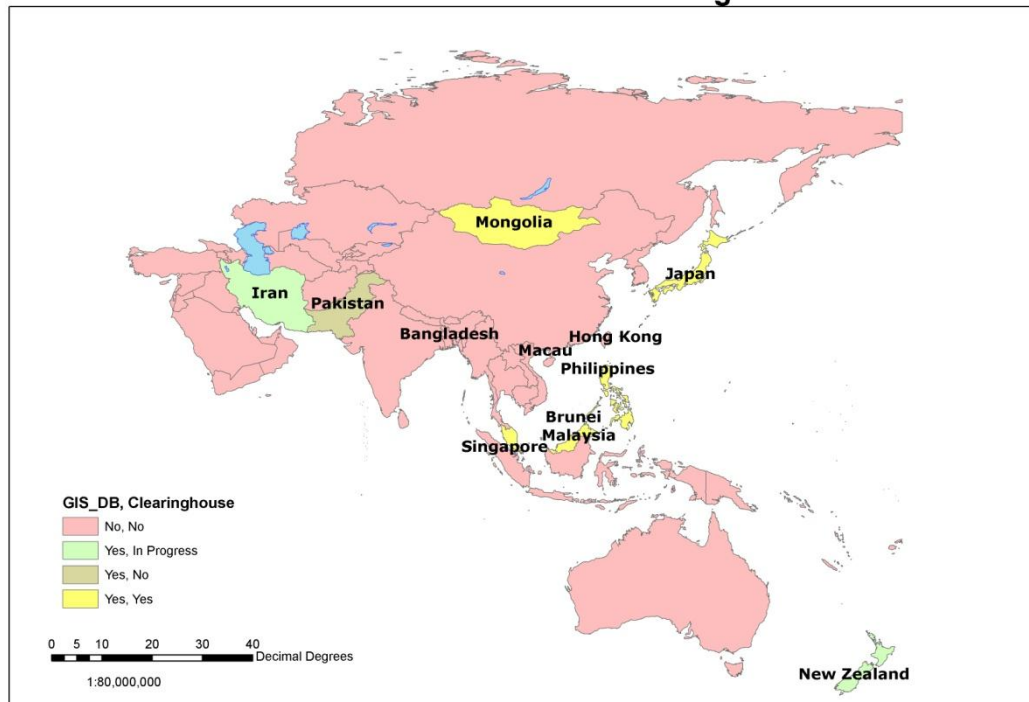 Mongolia
Japan
Iran
Pakistan
Bangladesh
Hong Kong
Macau
Philippines
Brunei
Malaysia
Singapore
GIS_DB, Clearinghouse
No, No
Yes, In Progress
Yes, No
Yes, Yes
0 5 10 20 30 40
Decimal Degrees
1:80,000,000
New Zealand